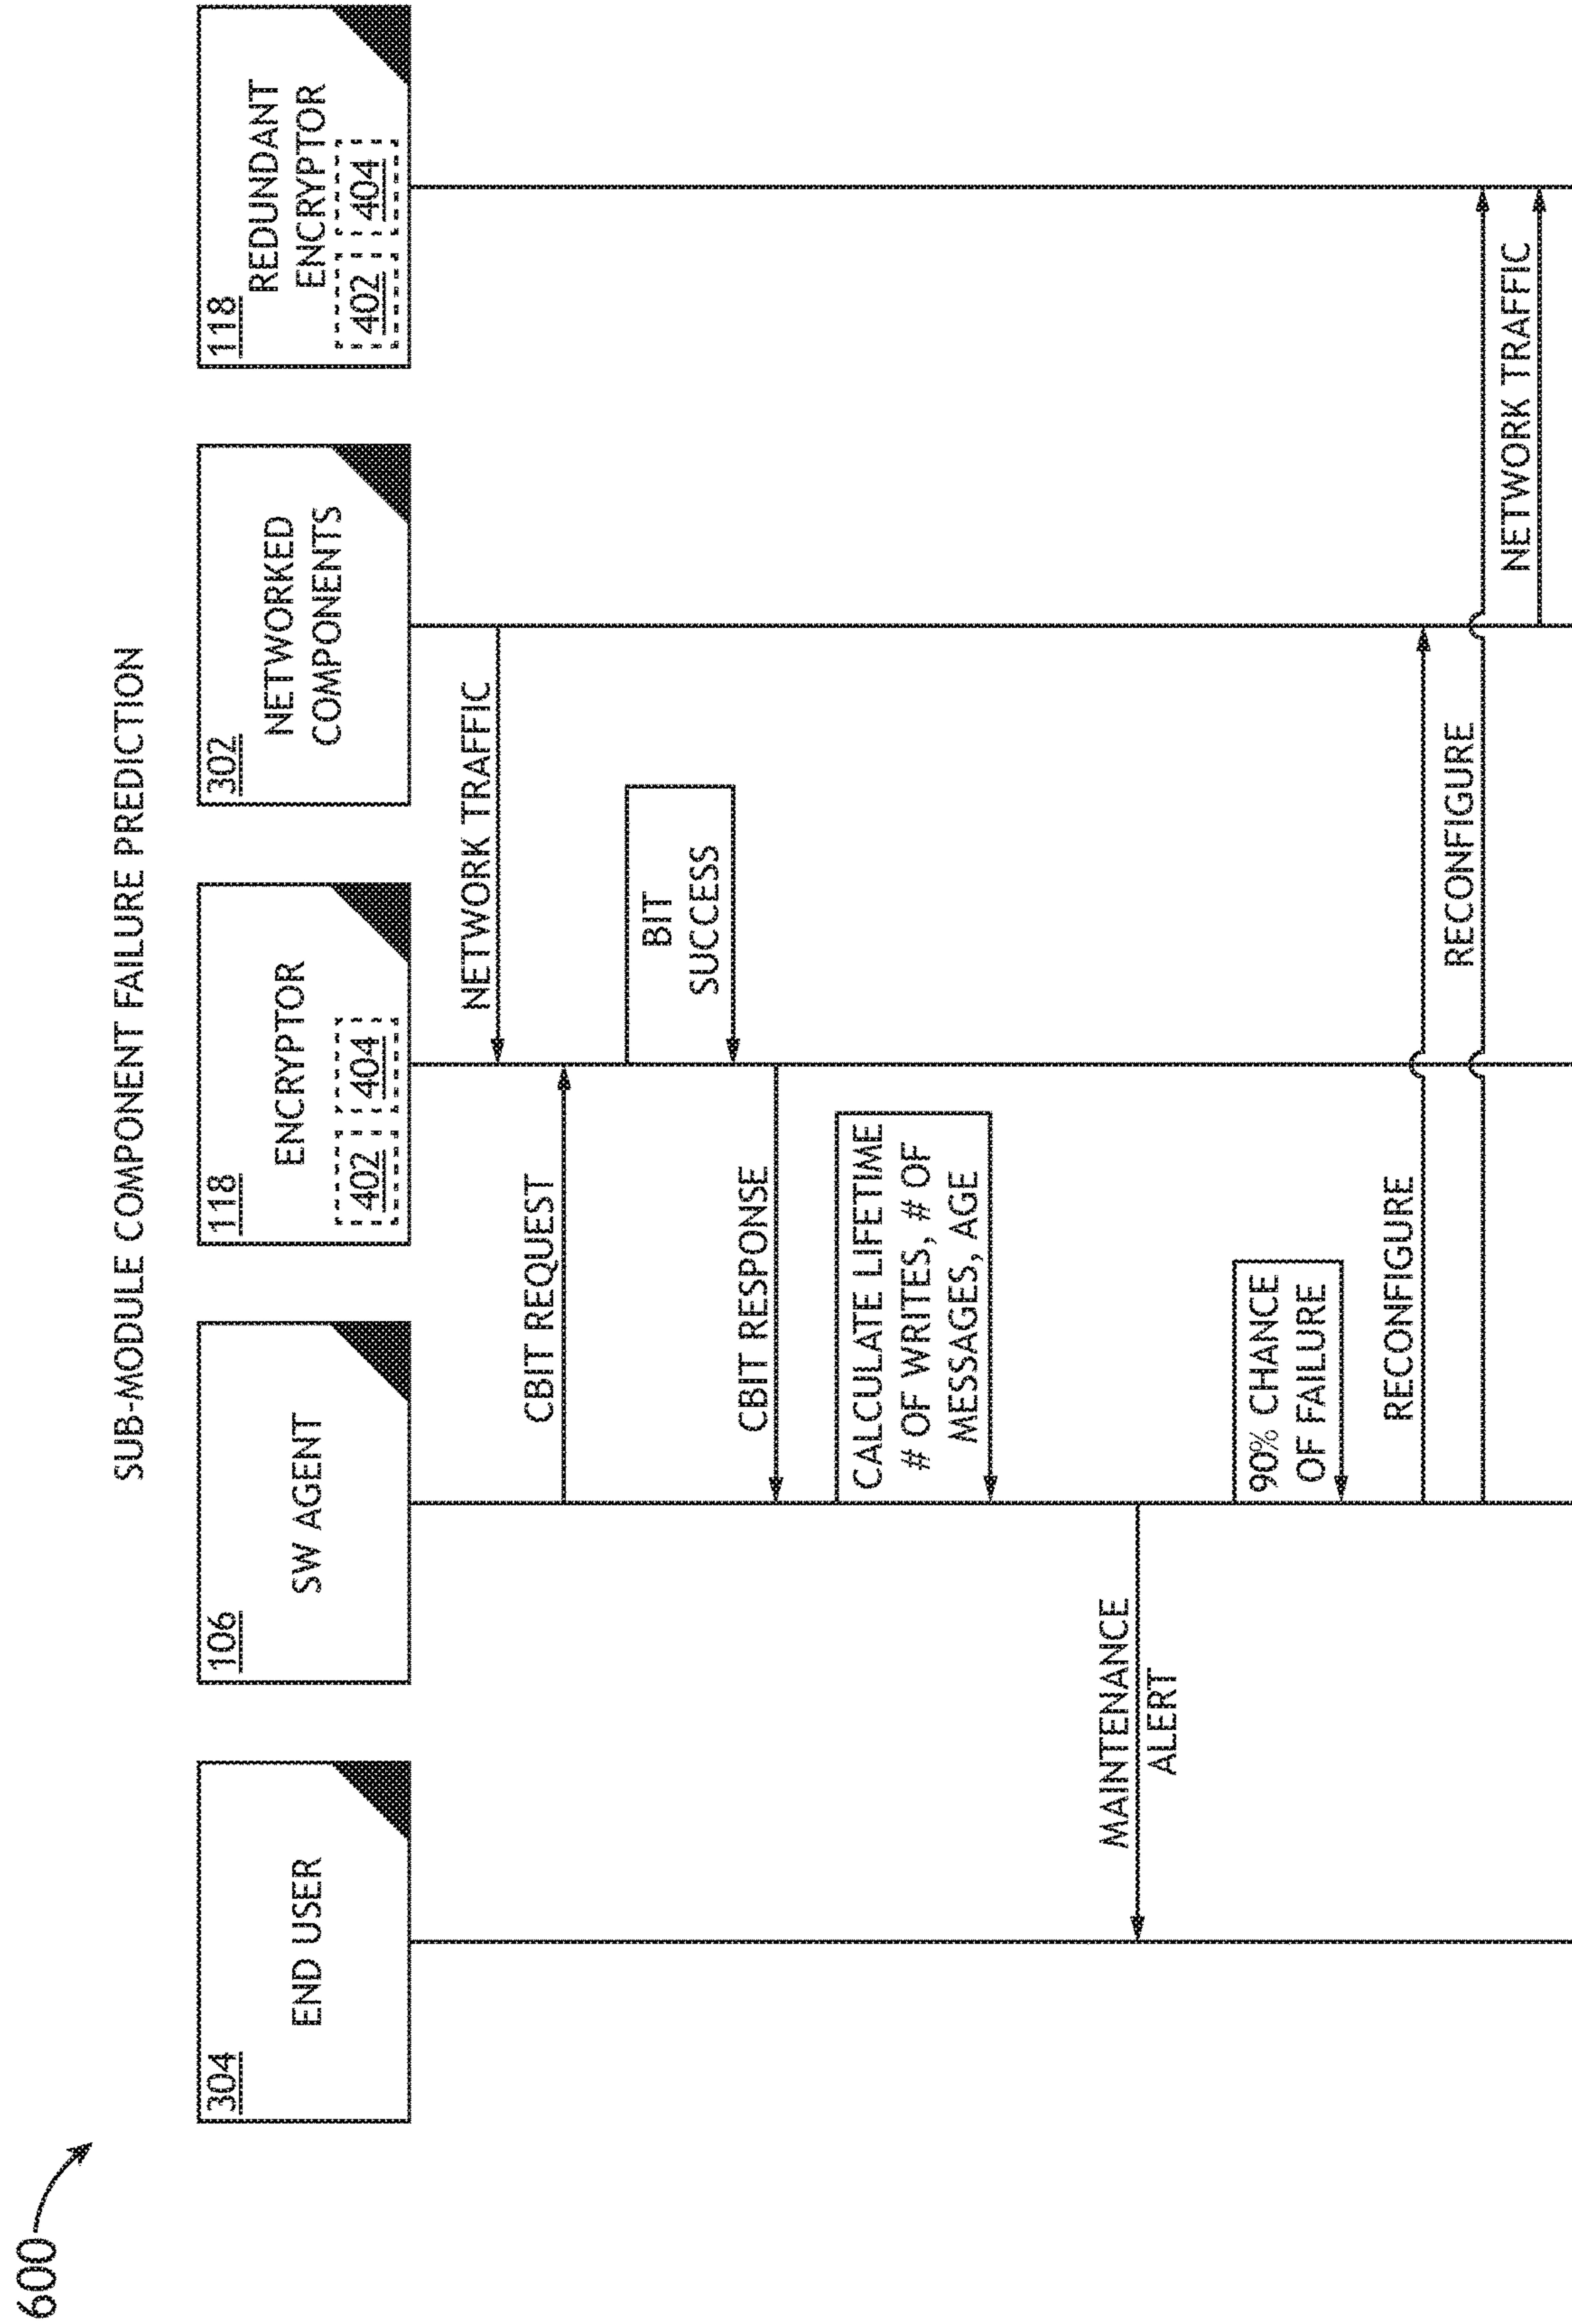 600
SUB-MODULE COMPONENT FAILURE PREDICTION
304
END USER
106
SW AGENT
118
ENCRYPTOR
402 404
302
NETWORKED
COMPONENTS
118
REDUNDANT
ENCRYPTOR
402 404
NETWORK TRAFFIC
CBIT REQUEST
BIT
SUCCESS
CBIT RESPONSE
CALCULATE LIFETIME
# OF WRITES, # OF
MESSAGES, AGE
MAINTENANCE
ALERT
90% CHANCE
OF FAILURE
RECONFIGURE
RECONFIGURE
NETWORK TRAFFIC